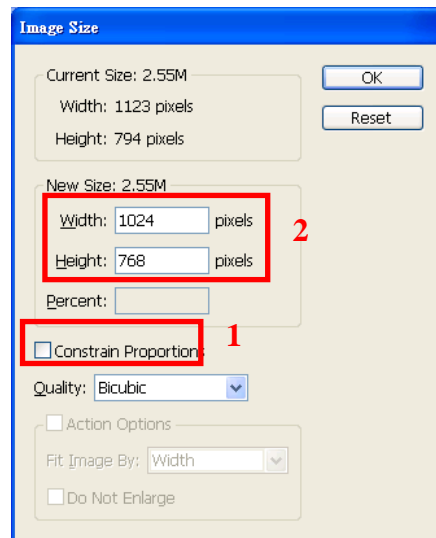 Image Size
Current Size: 2.55M
OK
Width: 1123 pixels
Reset
Height: 794 pixels
New Size: 2.55M
Width: 1024 pixels
2
Height: 768 pixels
Percent:
1
Constrain Proportions
Quality: Bicubic
Action Options
Fit Image By: Width
Do Not Enlarge